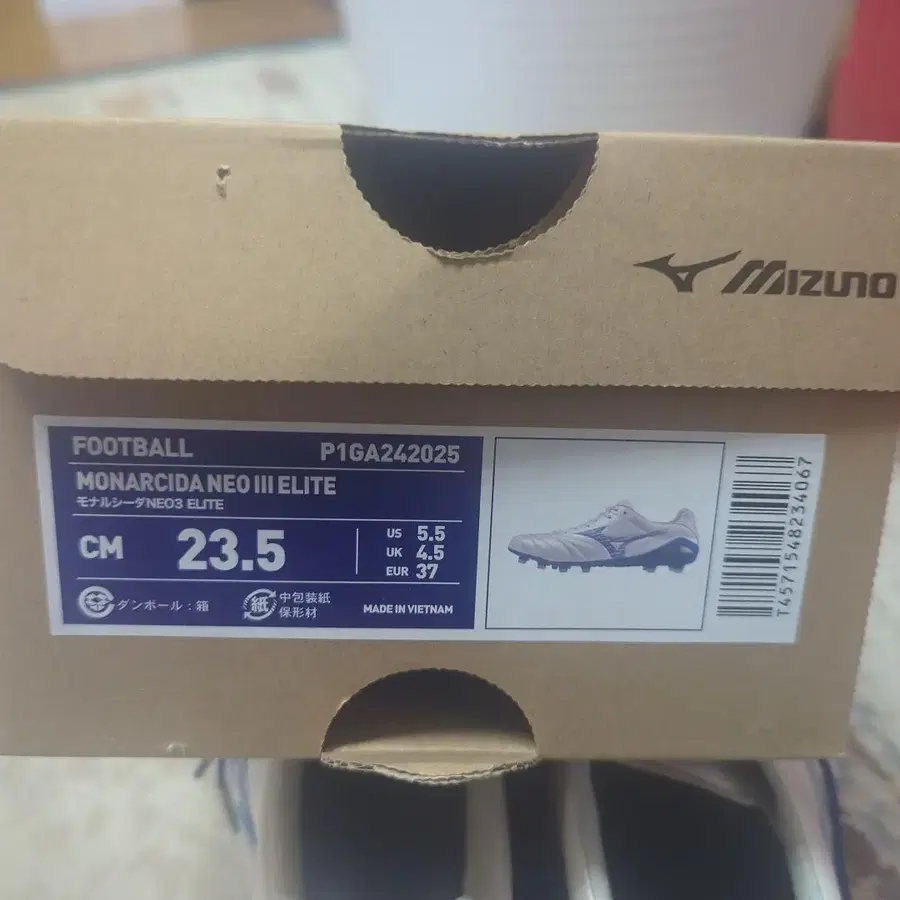 MIZUNO
FOOTBALL P1GA242025
MONARCIDA NEO III ELITE
モナルシーダNEO3 ELITE
CM 23.5
US 5.5
UK 4.5
EUR 37
ダンボール：箱
紙 中包装紙
保形材
MADE IN VIETNAM
T4571548234067